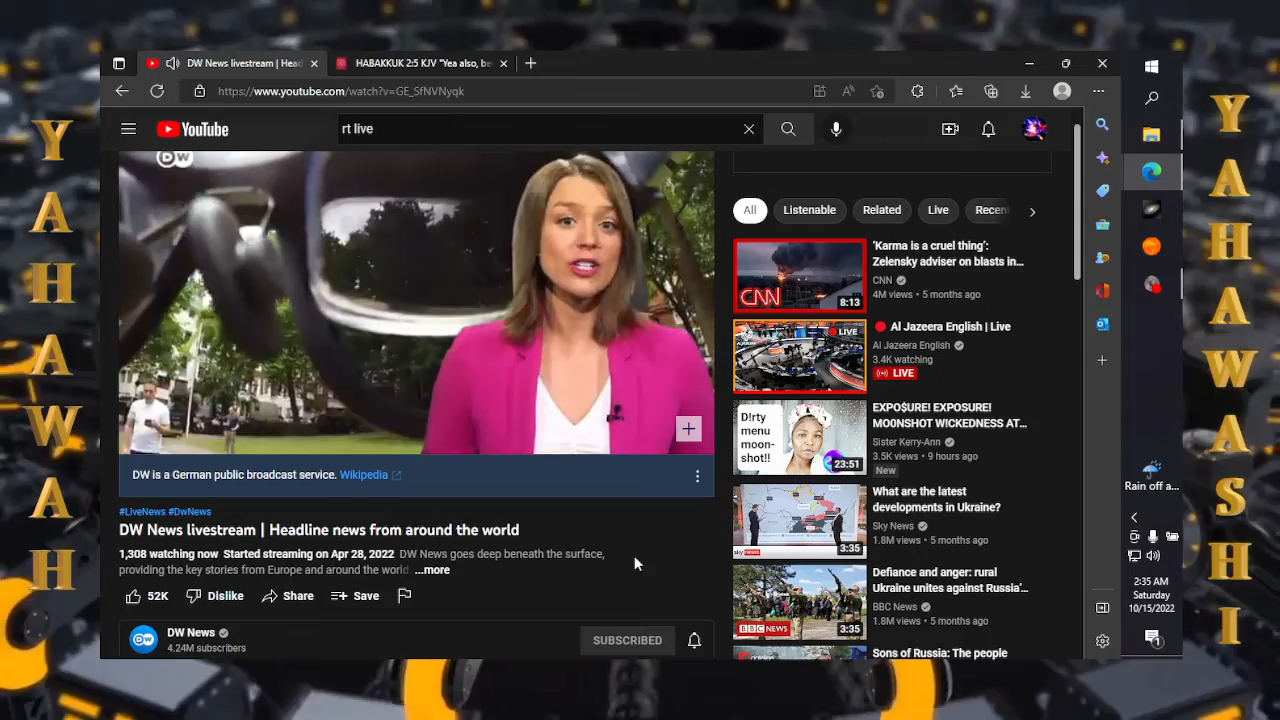 YAHAWAH
DW News livestream | Head
HABAKKUK 2:5 KJV "Yea also, be
https://www.youtube.com/watch?v=GE_SfNVNyqk
YouTube
rt live
DW
DW is a German public broadcast service. Wikipedia
#LiveNews #DwNews
DW News livestream | Headline news from around the world
1,308 watching now Started streaming on Apr 28, 2022 DW News goes deep beneath the surface,
providing the key stories from Europe and around the world. ...more
52K Dislike Share Save
DW News
4.24M subscribers
SUBSCRIBED
All Listenable Related Live Recen
CNN
8:13
'Karma is a cruel thing':
Zelensky adviser on blasts in...
CNN
4M views • 5 months ago
LIVE
Al Jazeera English | Live
Al Jazeera English
3.4K watching
LIVE
D!rty
menu
moon-
shot!!
23:51
EXPO$URE! EXPOSURE!
M00NSHOT W!CKEDNESS AT...
Sister Kerry-Ann
3.5K views • 9 hours ago
New
sky news
3:35
What are the latest
developments in Ukraine?
Sky News
1.8M views • 5 months ago
BBC NEWS
3:35
Defiance and anger: rural
Ukraine unites against Russia'...
BBC News
1.8M views • 5 months ago
Sons of Russia: The people
Rain off a...
2:35 AM
Saturday
10/15/2022
1
YAHAWASHI